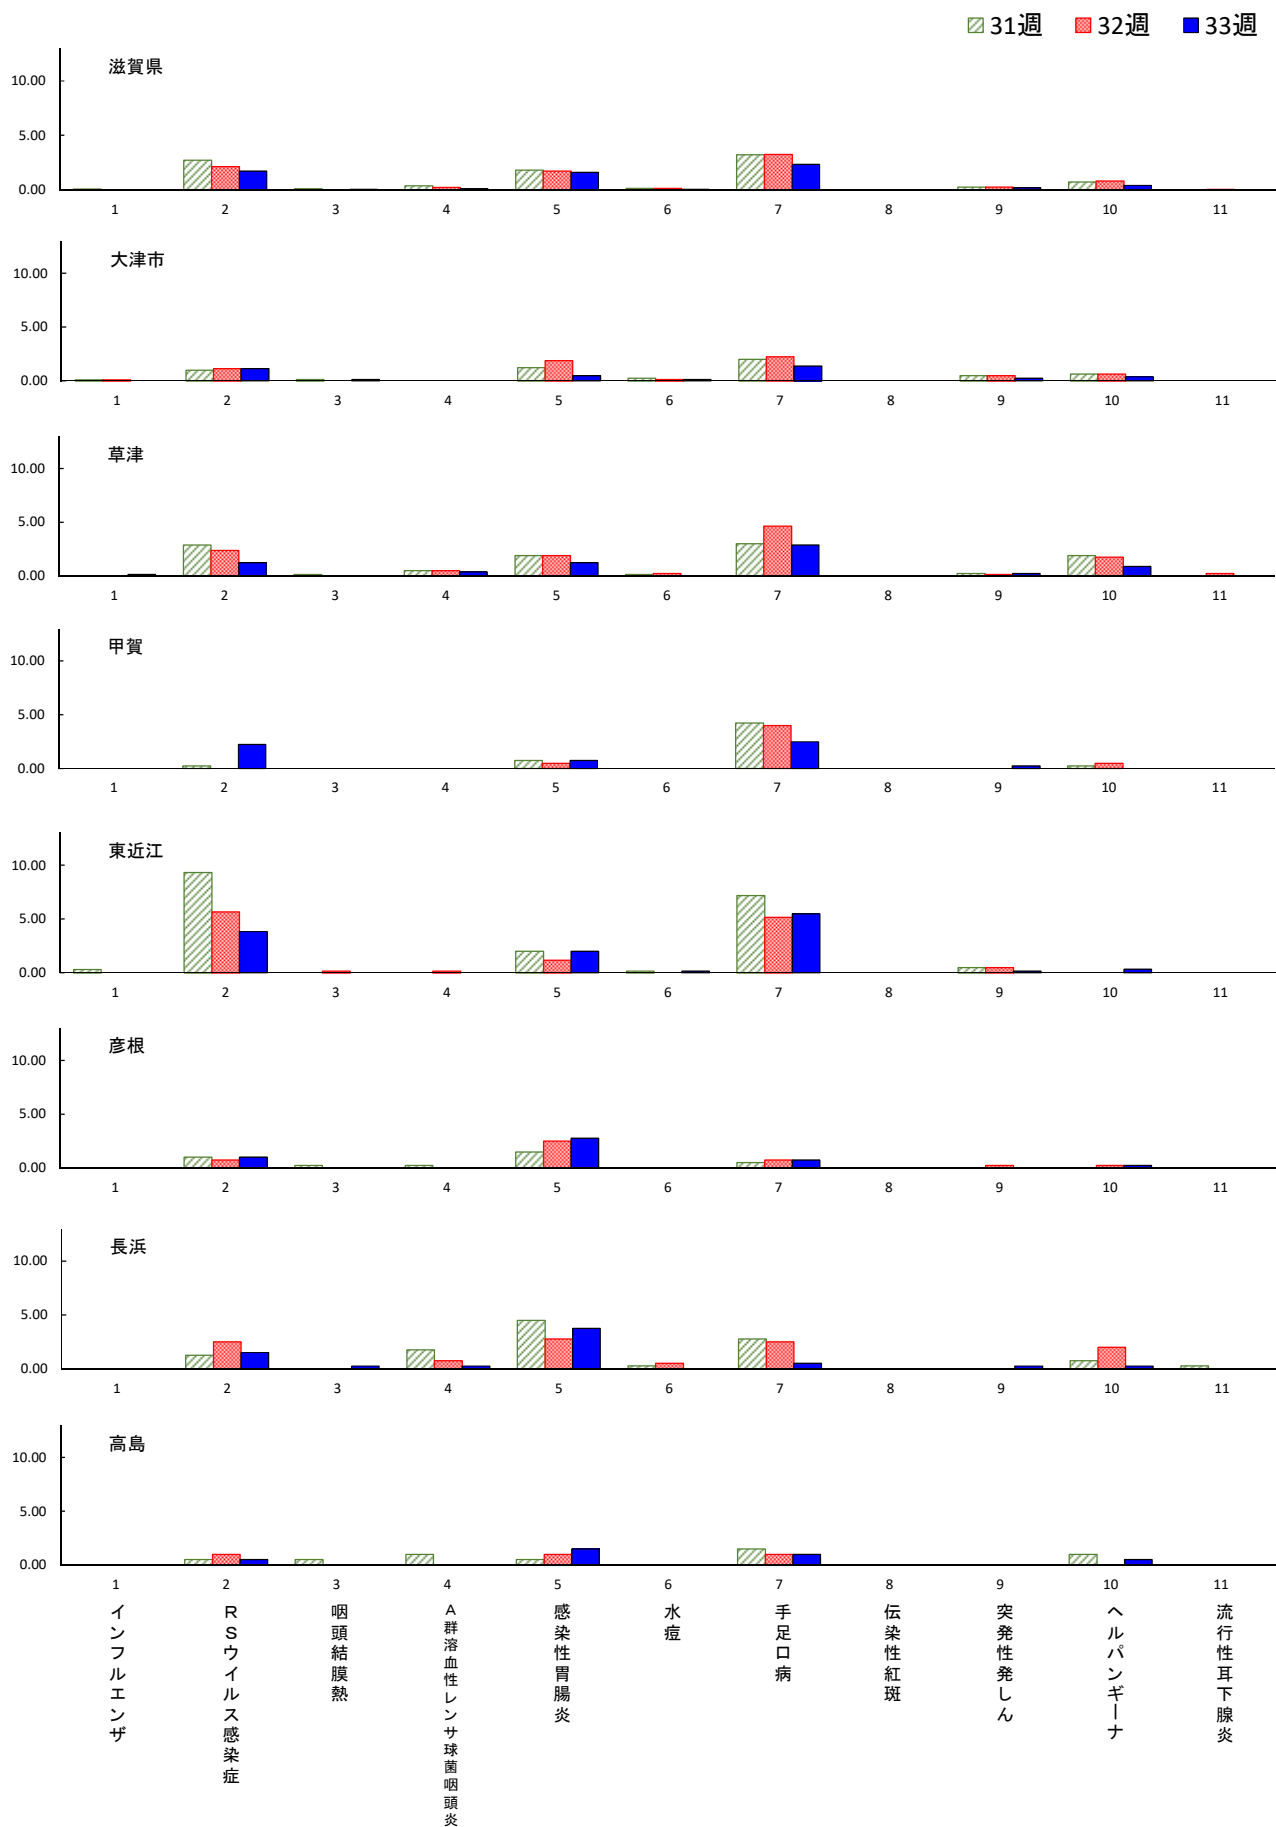 31週 32週 33週
滋賀県
10.00
5.00
0.00
1 2 3 4 5 6 7 8 9 10 11
大津市
10.00
5.00
0.00
1 2 3 4 5 6 7 8 9 10 11
草津
10.00
5.00
0.00
1 2 3 4 5 6 7 8 9 10 11
甲賀
10.00
5.00
0.00
1 2 3 4 5 6 7 8 9 10 11
東近江
10.00
5.00
0.00
1 2 3 4 5 6 7 8 9 10 11
彦根
10.00
5.00
0.00
1 2 3 4 5 6 7 8 9 10 11
長浜
10.00
5.00
0.00
1 2 3 4 5 6 7 8 9 10 11
高島
10.00
5.00
0.00
1 2 3 4 5 6 7 8 9 10 11
インフルエンザ
ＲＳウイルス感染症
咽頭結膜熱
Ａ群溶血性レンサ球菌咽頭炎
感染性胃腸炎
水痘
手足口病
伝染性紅斑
突発性発しん
ヘルパンギーナ
流行性耳下腺炎